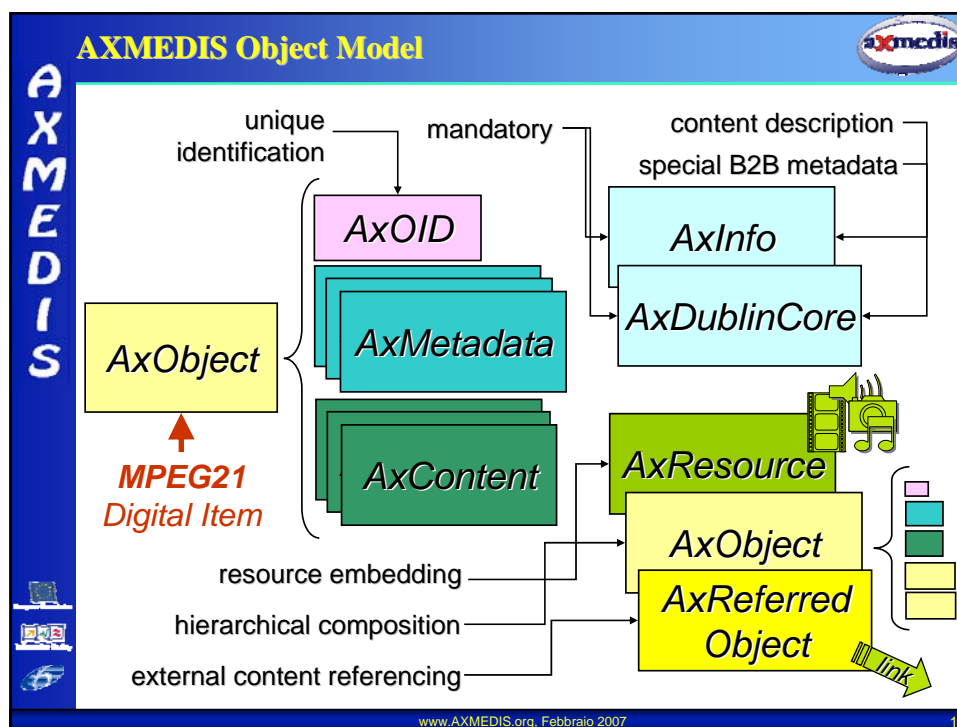 AXMEDIS Object Model
axmedis
AXMEDIS
unique
identification
mandatory
content description
special B2B metadata
AxOID
AxInfo
AxMetadata
AxDublinCore
AxObject
AxContent
MPEG21
Digital Item
AxResource
AxObject
AxReferred
Object
link
resource embedding
hierarchical composition
external content referencing
www.AXMEDIS.org, Febbraio 2007
1